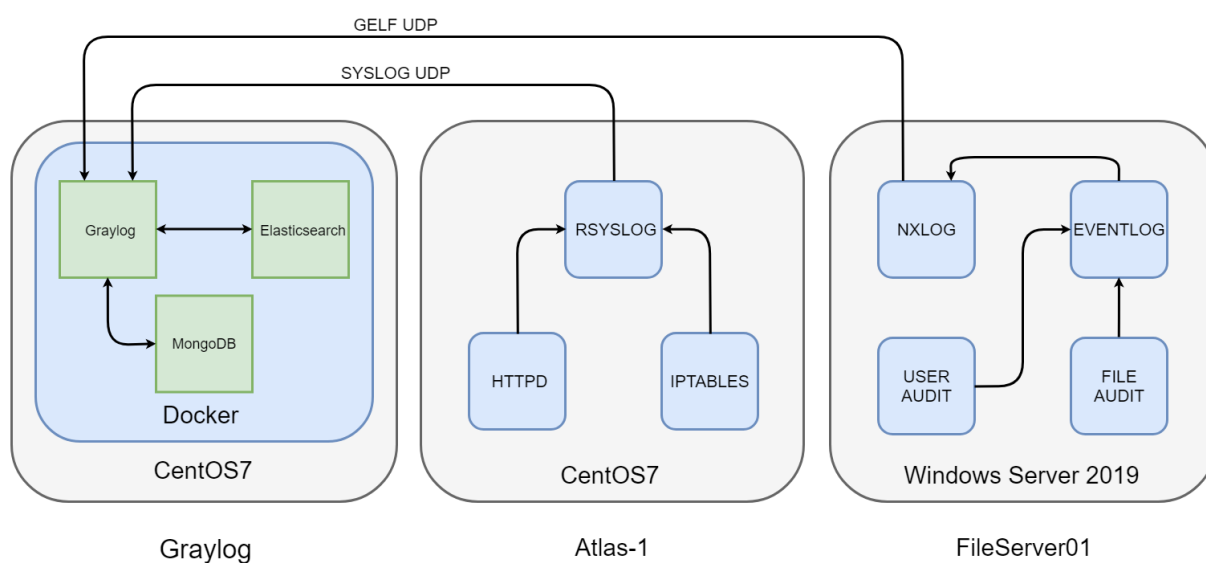 GELF UDP
SYSLOG UDP
Graylog
Elasticsearch
MongoDB
Docker
CentOS7
Graylog
RSYSLOG
HTTPD
IPTABLES
CentOS7
Atlas-1
NXLOG
EVENTLOG
USER
AUDIT
FILE
AUDIT
Windows Server 2019
FileServer01